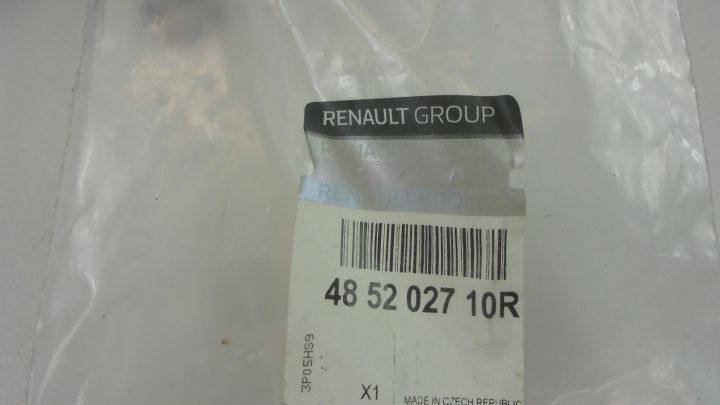 RENAULT GROUP
48 52 027 10R
3P05HS9
X1
MADE IN CZECH REPUBLIC